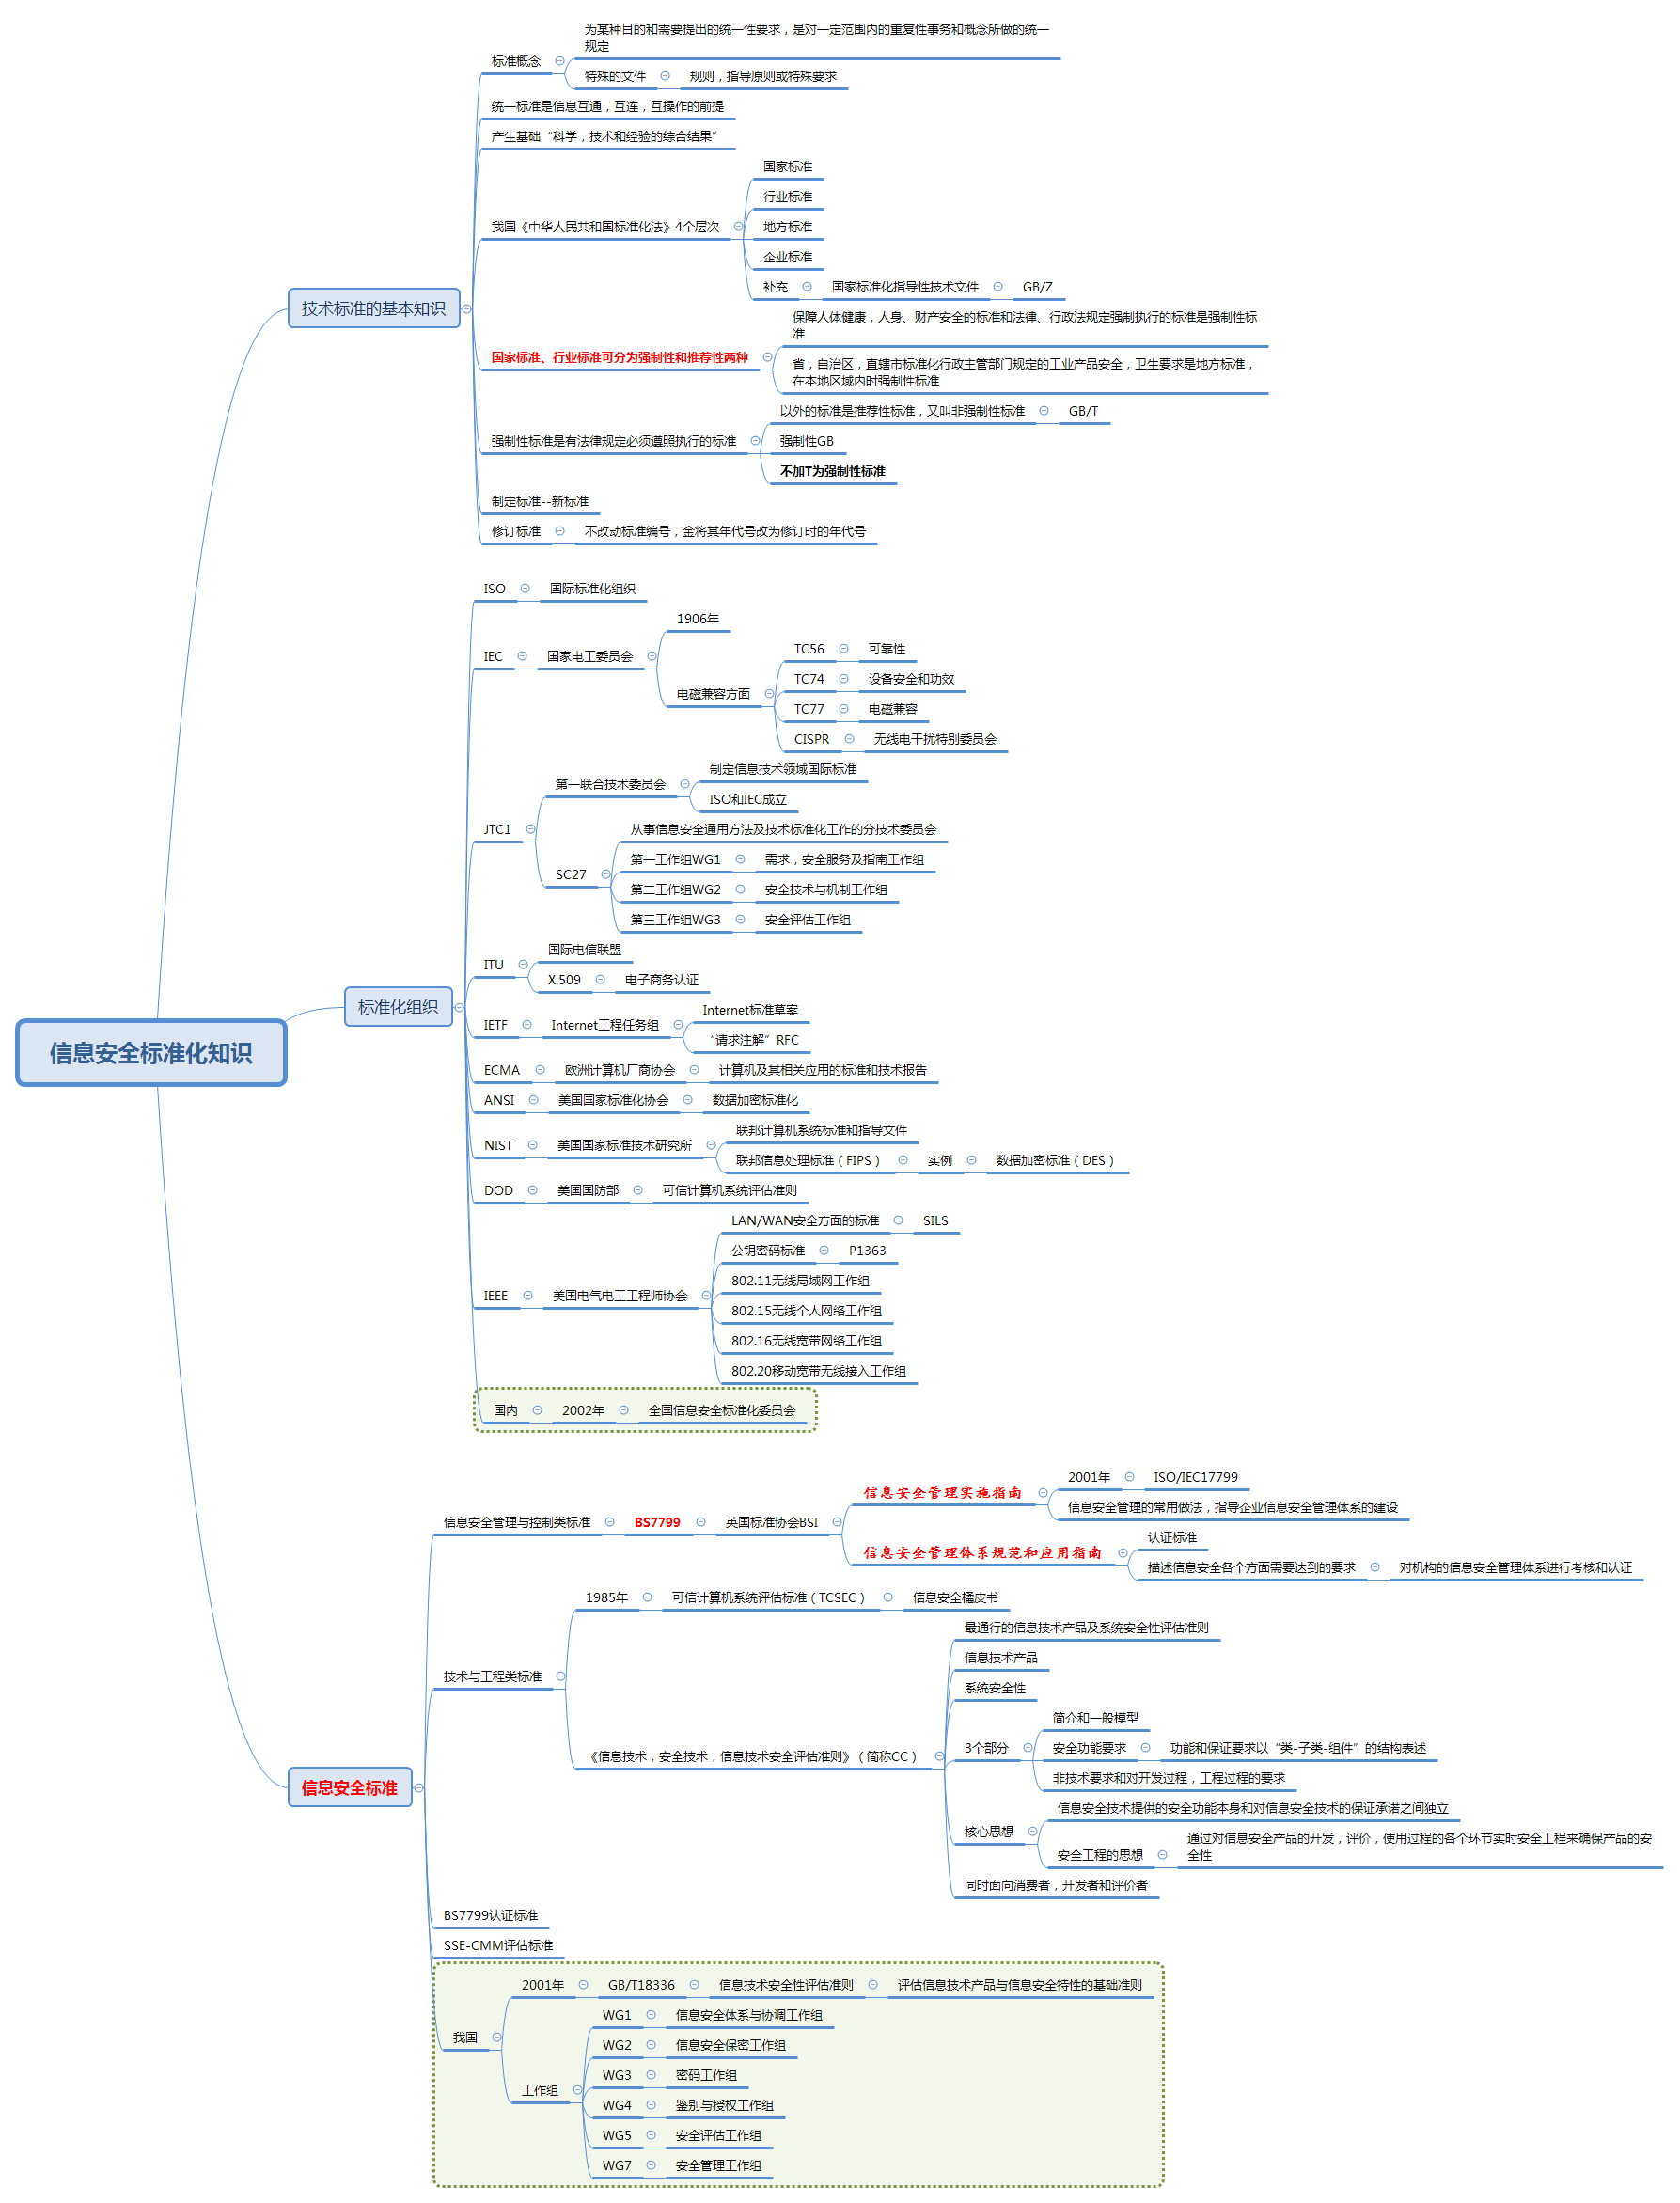 信息安全标准化知识
技术标准的基本知识
标准概念
为某种目的和需要提出的统一性要求，是对一定范围内的重复性事务和概念所做的统一
规定
特殊的文件
规则，指导原则或特殊要求
统一标准是信息互通，互连，互操作的前提
产生基础“科学，技术和经验的综合结果”
我国《中华人民共和国标准化法》4个层次
国家标准
行业标准
地方标准
企业标准
补充
国家标准化指导性技术文件
GB/Z
国家标准、行业标准可分为强制性和推荐性两种
保障人体健康，人身、财产安全的标准和法律、行政法规定强制执行的标准是强制性标
准
省，自治区，直辖市标准化行政主管部门规定的工业产品安全，卫生要求是地方标准，
在本地区域内时强制性标准
强制性标准是有法律规定必须遵照执行的标准
以外的标准是推荐性标准，又叫非强制性标准
GB/T
强制性GB
不加T为强制性标准
制定标准--新标准
修订标准
不改动标准编号，金将其年代号改为修订时的年代号
标准化组织
ISO
国际标准化组织
IEC
国家电工委员会
1906年
电磁兼容方面
TC56
可靠性
TC74
设备安全和功效
TC77
电磁兼容
CISPR
无线电干扰特别委员会
JTC1
第一联合技术委员会
制定信息技术领域国际标准
ISO和IEC成立
SC27
从事信息安全通用方法及技术标准化工作的分技术委员会
第一工作组WG1
需求，安全服务及指南工作组
第二工作组WG2
安全技术与机制工作组
第三工作组WG3
安全评估工作组
ITU
国际电信联盟
X.509
电子商务认证
IETF
Internet工程任务组
Internet标准草案
“请求注解”RFC
ECMA
欧洲计算机厂商协会
计算机及其相关应用的标准和技术报告
ANSI
美国国家标准化协会
数据加密标准化
NIST
美国国家标准技术研究所
联邦计算机系统标准和指导文件
联邦信息处理标准（FIPS）
实例
数据加密标准（DES）
DOD
美国国防部
可信计算机系统评估准则
IEEE
美国电气电工工程师协会
LAN/WAN安全方面的标准
SILS
公钥密码标准
P1363
802.11无线局域网工作组
802.15无线个人网络工作组
802.16无线宽带网络工作组
802.20移动宽带无线接入工作组
国内
2002年
全国信息安全标准化委员会
信息安全标准
信息安全管理与控制类标准
BS7799
英国标准协会BSI
信息安全管理实施指南
2001年
ISO/IEC17799
信息安全管理的常用做法，指导企业信息安全管理体系的建设
信息安全管理体系规范和应用指南
认证标准
描述信息安全各个方面需要达到的要求
对机构的信息安全管理体系进行考核和认证
技术与工程类标准
1985年
可信计算机系统评估标准（TCSEC）
信息安全橘皮书
《信息技术，安全技术，信息技术安全评估准则》（简称CC）
最通行的信息技术产品及系统安全性评估准则
信息技术产品
系统安全性
3个部分
简介和一般模型
安全功能要求
功能和保证要求以“类-子类-组件”的结构表述
非技术要求和对开发过程，工程过程的要求
核心思想
信息安全技术提供的安全功能本身和对信息安全技术的保证承诺之间独立
安全工程的思想
通过对信息安全产品的开发，评价，使用过程的各个环节实时安全工程来确保产品的安
全性
同时面向消费者，开发者和评价者
BS7799认证标准
SSE-CMM评估标准
我国
2001年
GB/T18336
信息技术安全性评估准则
评估信息技术产品与信息安全特性的基础准则
工作组
WG1
信息安全体系与协调工作组
WG2
信息安全保密工作组
WG3
密码工作组
WG4
鉴别与授权工作组
WG5
安全评估工作组
WG7
安全管理工作组